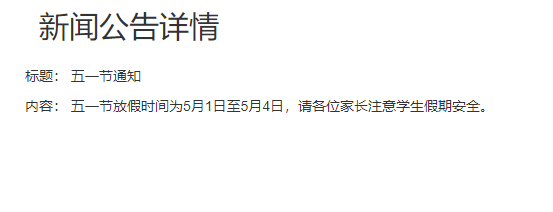 新闻公告详情
标题： 五一节通知
内容： 五一节放假时间为5月1日至5月4日，请各位家长注意学生假期安全。